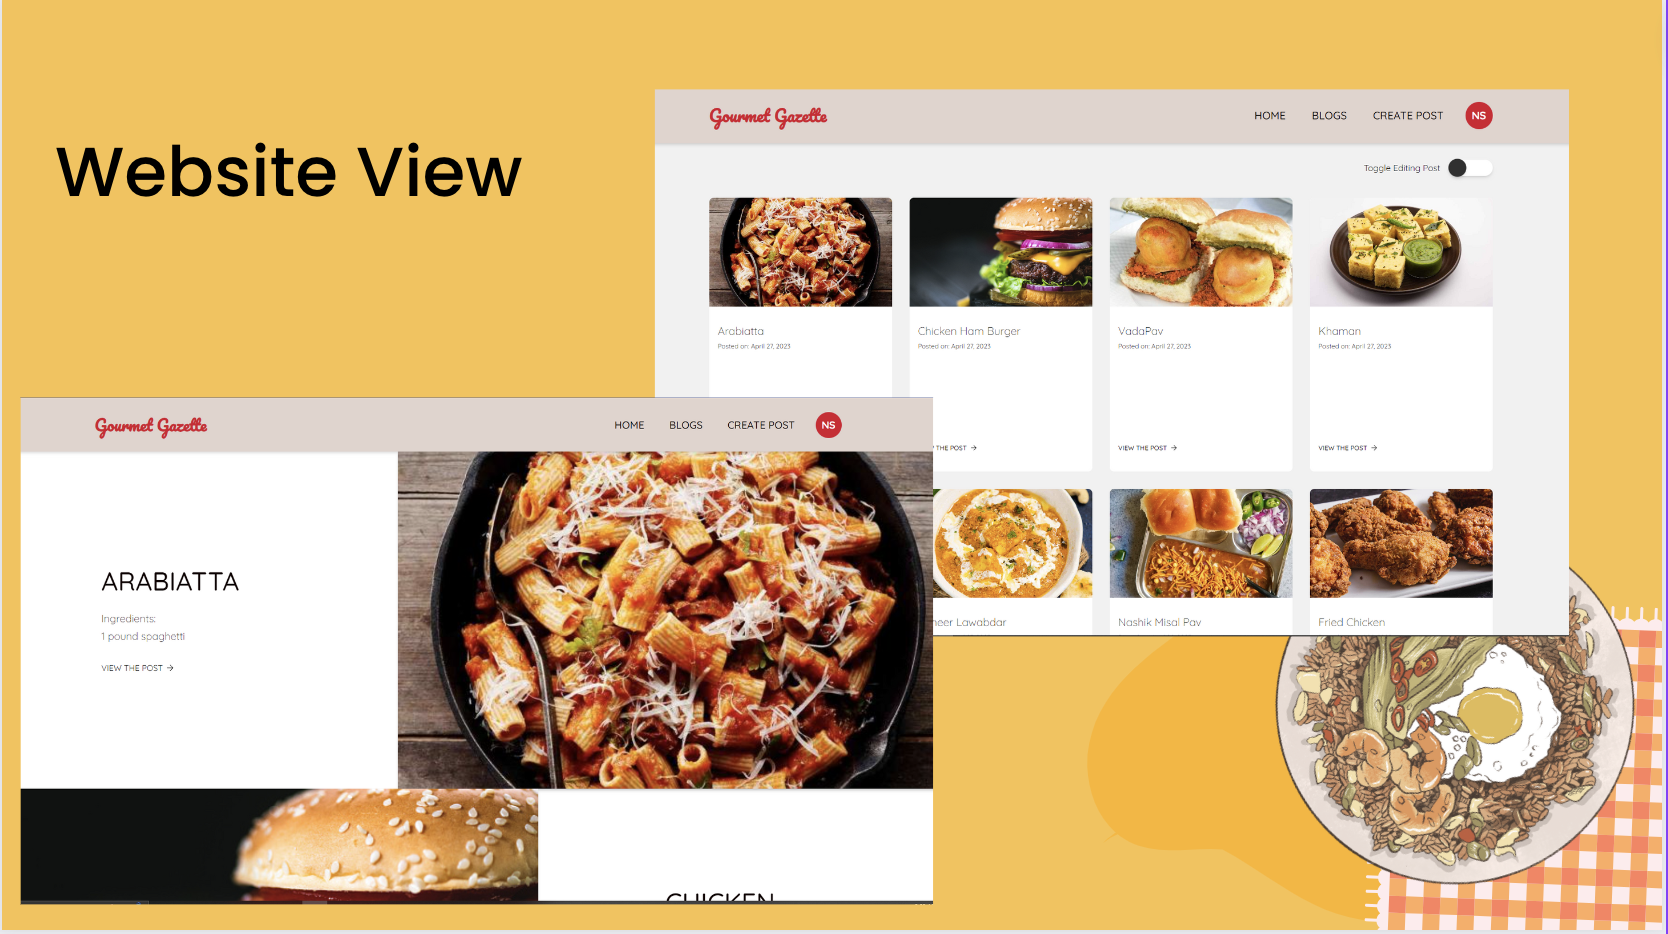 Website View
Gourmet Gazette
HOME BLOGS CREATE POST NS
Toggle Editing Post
Arabiatta
Posted on: April 27, 2023
Chicken Ham Burger
Posted on: April 27, 2023
VadaPav
Posted on: April 27, 2023
Khaman
Posted on: April 27, 2023
THE POST →
VIEW THE POST →
VIEW THE POST →
Lawabdar
Nashik Misal Pav
Fried Chicken
Gourmet Gazette
HOME BLOGS CREATE POST NS
ARABIATTA
Ingredients:
1 pound spaghetti
VIEW THE POST →
CHICKEN